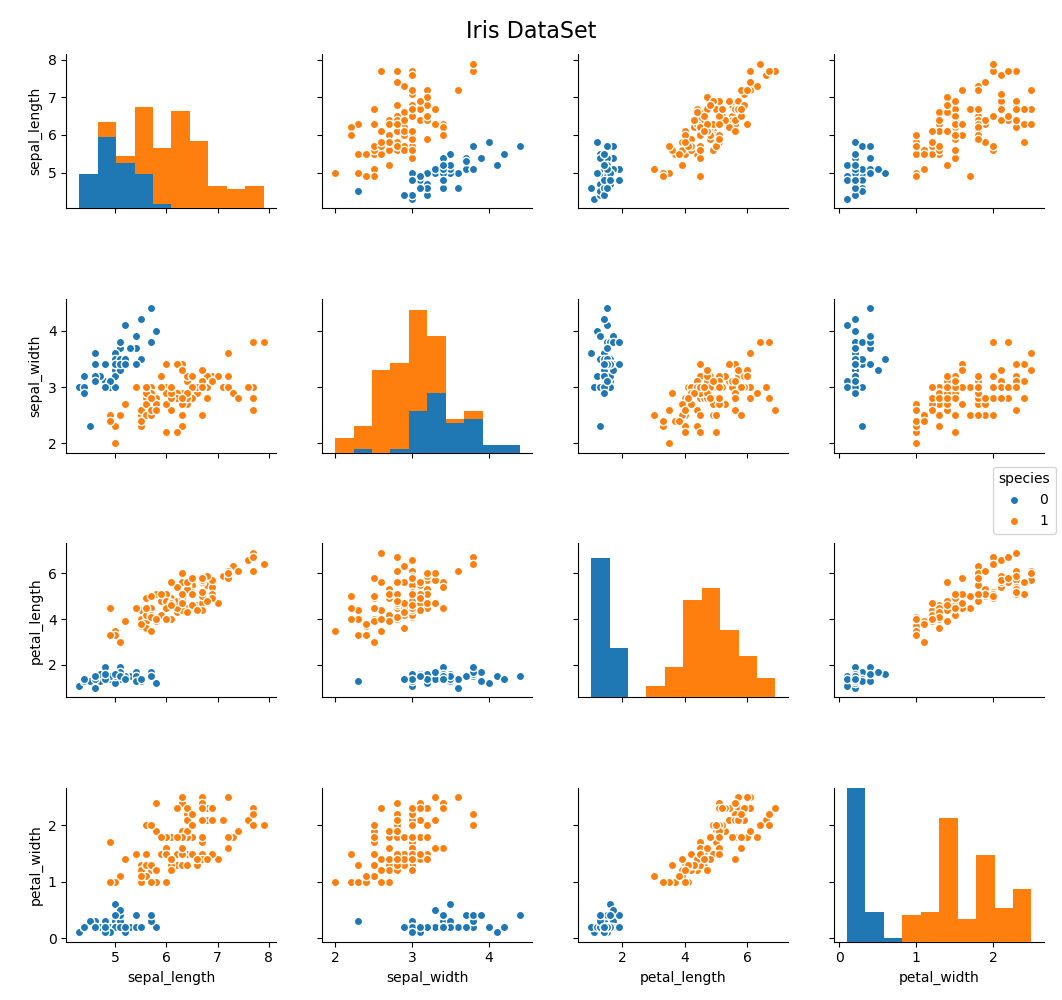 Iris DataSet
8
7
6
5
sepal_length
4
3
2
sepal_width
species
0
1
6
4
2
petal_length
2
1
0
petal_width
5 6 7 8
2 3 4
2 4 6
0 1 2
sepal_length sepal_width petal_length petal_width